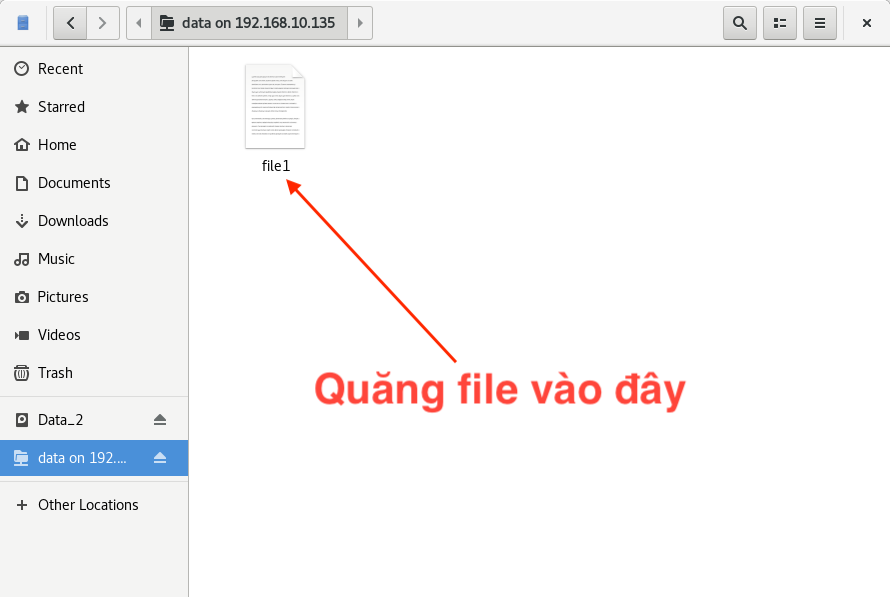 data on 192.168.10.135
Recent
Starred
Home
Documents
Downloads
Music
Pictures
Videos
Trash
Data_2
data on 192....
Other Locations
file1
Quăng file vào đây